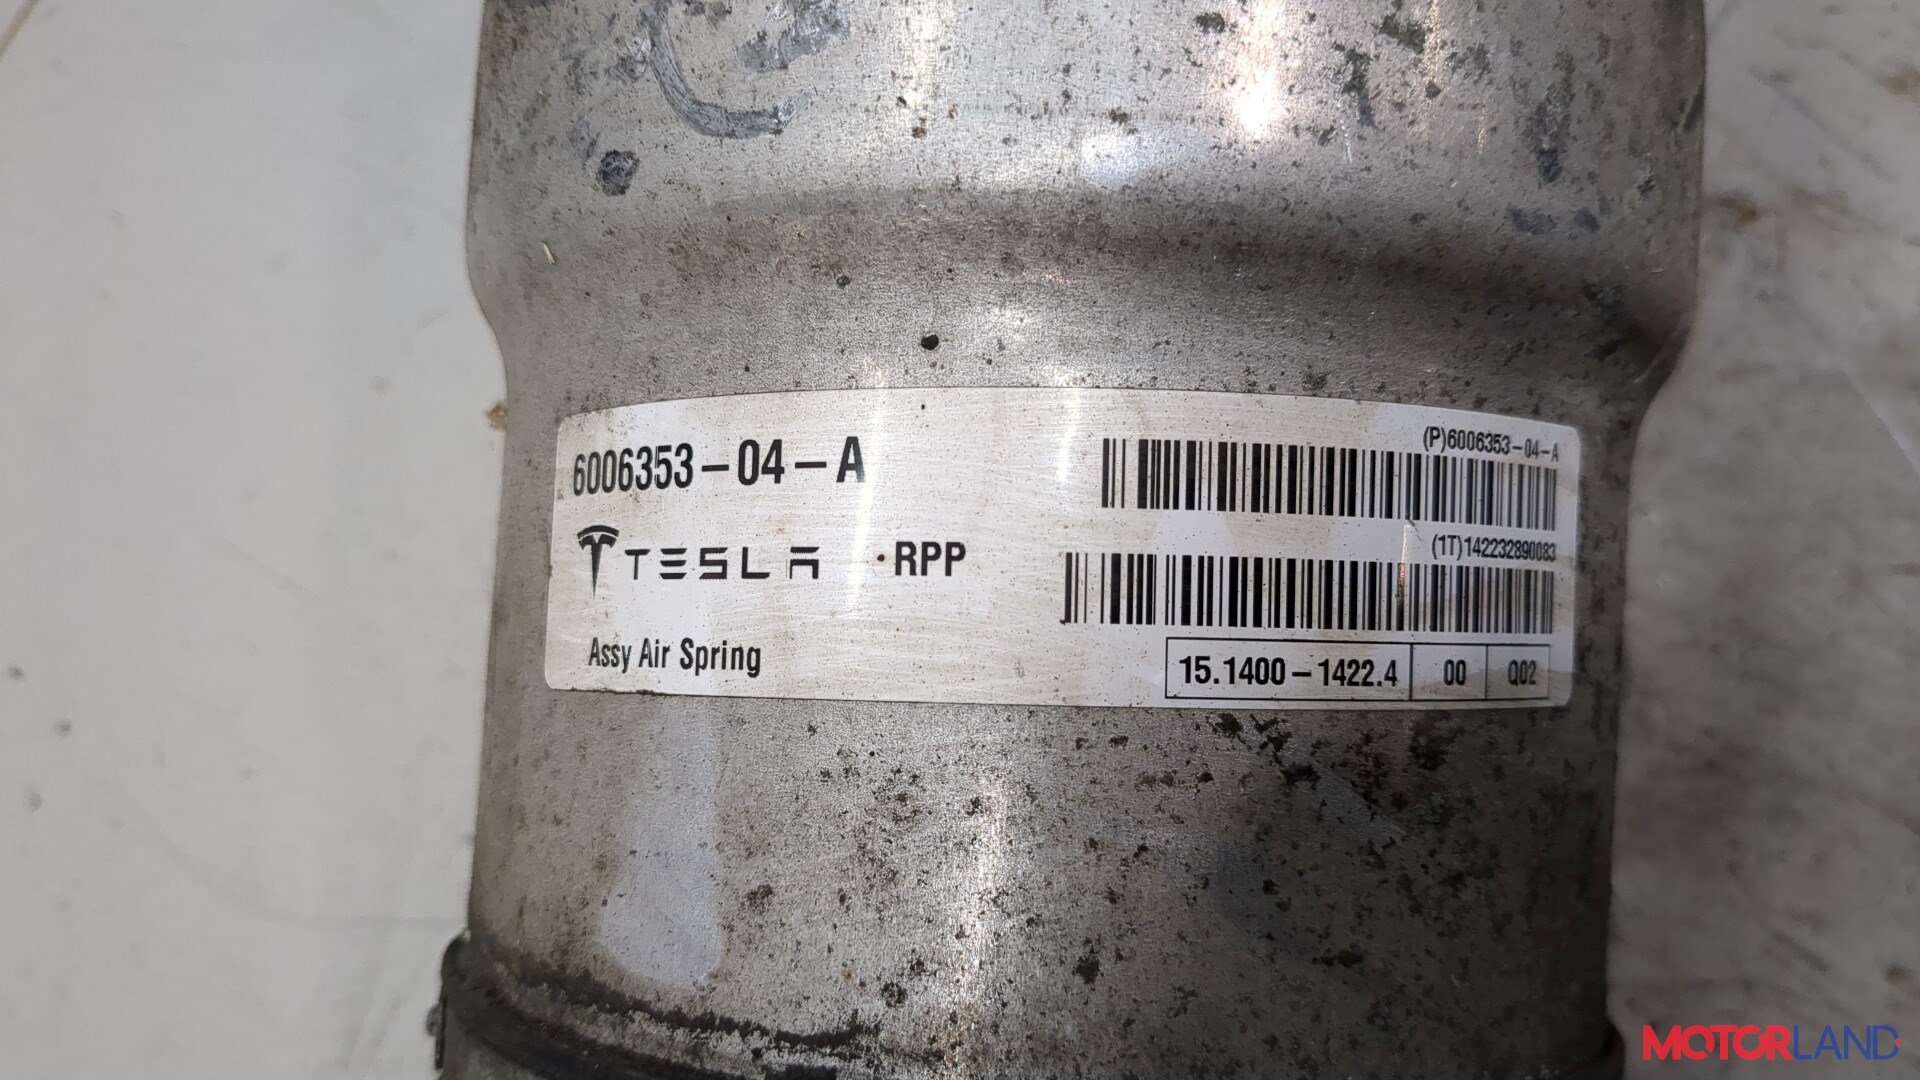 6006353-04-A
(P)6006353-04-A
TESLA
·RPP
(1T)142232890083
Assy Air Spring
15.1400-1422.4 00 Q02
MOTORLAND